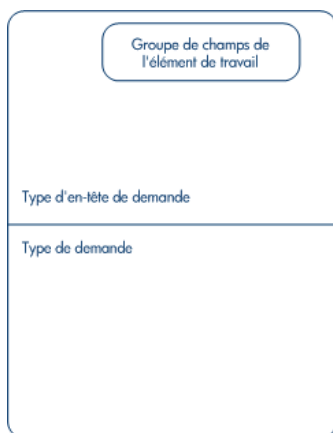 Groupe de champs de
l'élément de travail
Type d'en-tête de demande
Type de demande